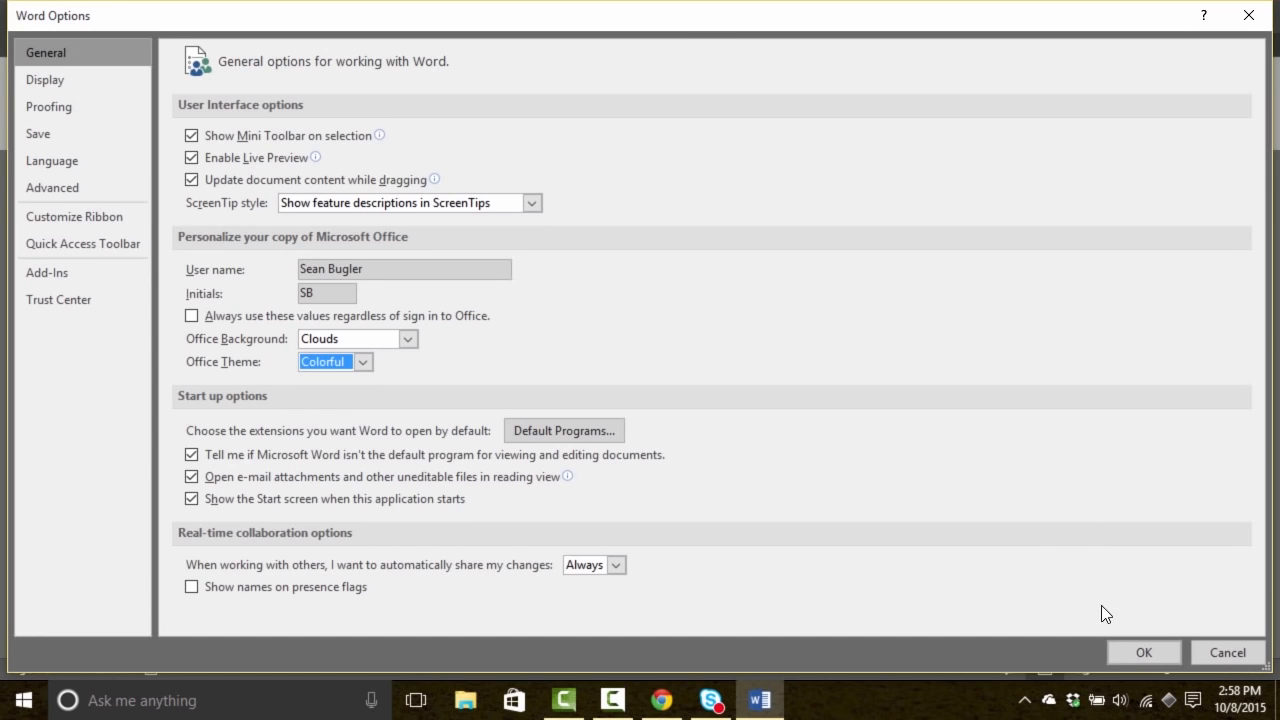 Word Options
?
General
Display
Proofing
Save
Language
Advanced
Customize Ribbon
Quick Access Toolbar
Add-Ins
Trust Center
General options for working with Word.
User Interface options
Show Mini Toolbar on selection
Enable Live Preview
Update document content while dragging
ScreenTip style: Show feature descriptions in ScreenTips
Personalize your copy of Microsoft Office
User name: Sean Bugler
Initials: SB
Always use these values regardless of sign in to Office.
Office Background: Clouds
Office Theme: Colorful
Start up options
Choose the extensions you want Word to open by default: Default Programs...
Tell me if Microsoft Word isn't the default program for viewing and editing documents.
Open e-mail attachments and other uneditable files in reading view
Show the Start screen when this application starts
Real-time collaboration options
When working with others, I want to automatically share my changes: Always
Show names on presence flags
OK Cancel
Ask me anything
2:58 PM
10/8/2015